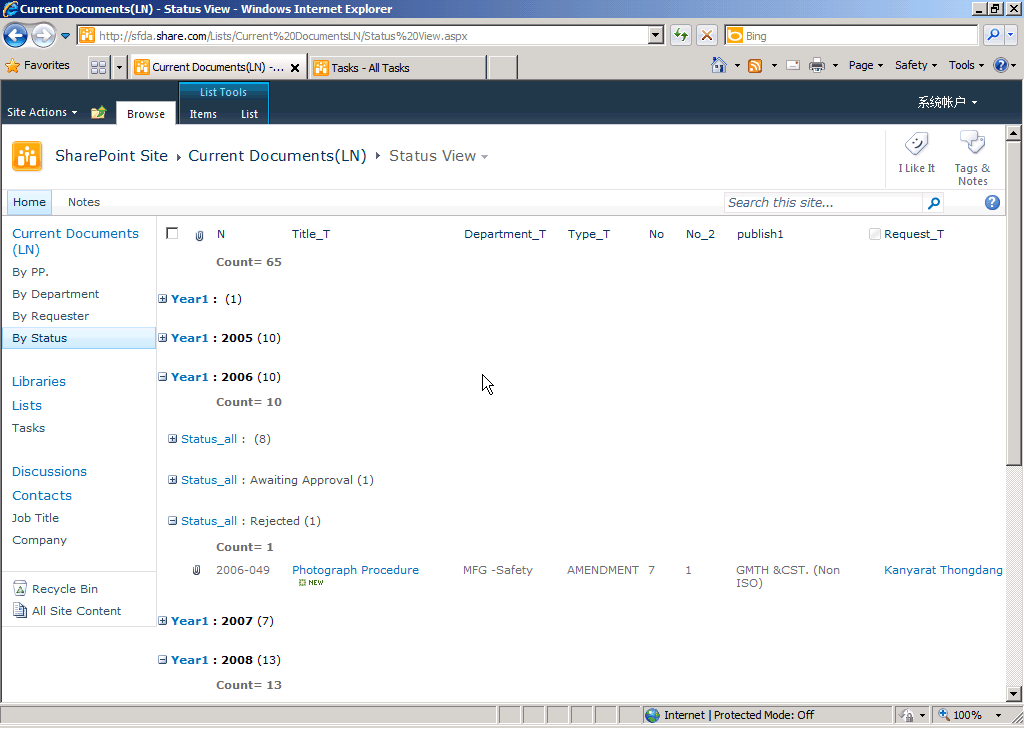 Current Documents(LN) - Status View - Windows Internet Explorer
http://sfda.share.com/Lists/Current%20DocumentsLN/Status%20View.aspx
Bing
Favorites
Current Documents(LN) -...
Tasks - All Tasks
Page
Safety
Tools
List Tools
Site Actions
Browse
Items
List
系统帐户
SharePoint Site
Current Documents(LN)
Status View
I Like It
Tags &
Notes
Home
Notes
Search this site...
Current Documents
(LN)
By PP.
By Department
By Requester
By Status
Libraries
Lists
Tasks
Discussions
Contacts
Job Title
Company
Recycle Bin
All Site Content
N Title_T Department_T Type_T No No_2 publish1 Request_T
Count= 65
Year1 : (1)
Year1 : 2005 (10)
Year1 : 2006 (10)
Count= 10
Status_all : (8)
Status_all : Awaiting Approval (1)
Status_all : Rejected (1)
Count= 1
2006-049 Photograph Procedure MFG -Safety AMENDMENT 7 1 GMTH &CST. (Non Kanyarat Thongdang
NEW ISO)
Year1 : 2007 (7)
Year1 : 2008 (13)
Count= 13
Internet | Protected Mode: Off
100%